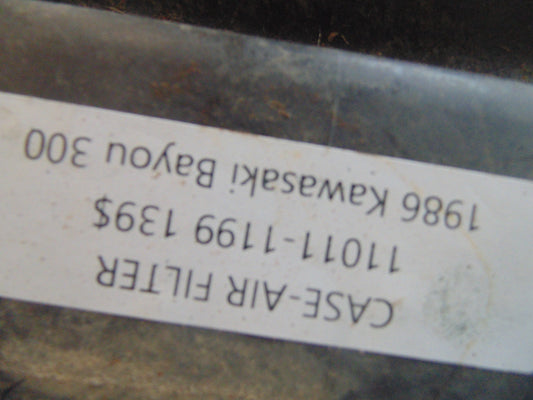 1986 Kawasaki Bayou 300
11011-1199 139$
CASE-AIR FILTER